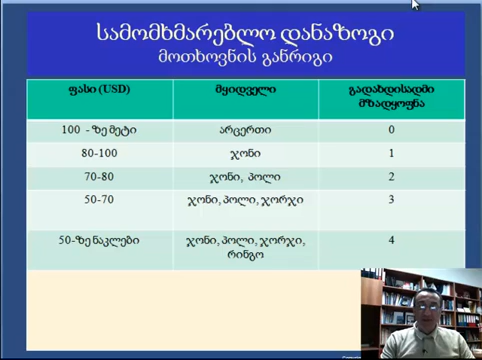 სამომხმარებლო დანაზოგი
მოთხოვნის განრიგი
ფასი (USD) მყიდველი გადახდისადმი
მზადყოფნა
100 - ზე მეტი არცერთი 0
80-100 ჯონი 1
70-80 ჯონი, პოლი 2
50-70 ჯონი, პოლი, ჯორჯი 3
50-ზე ნაკლები ჯონი, პოლი, ჯორჯი, 4
რინგო